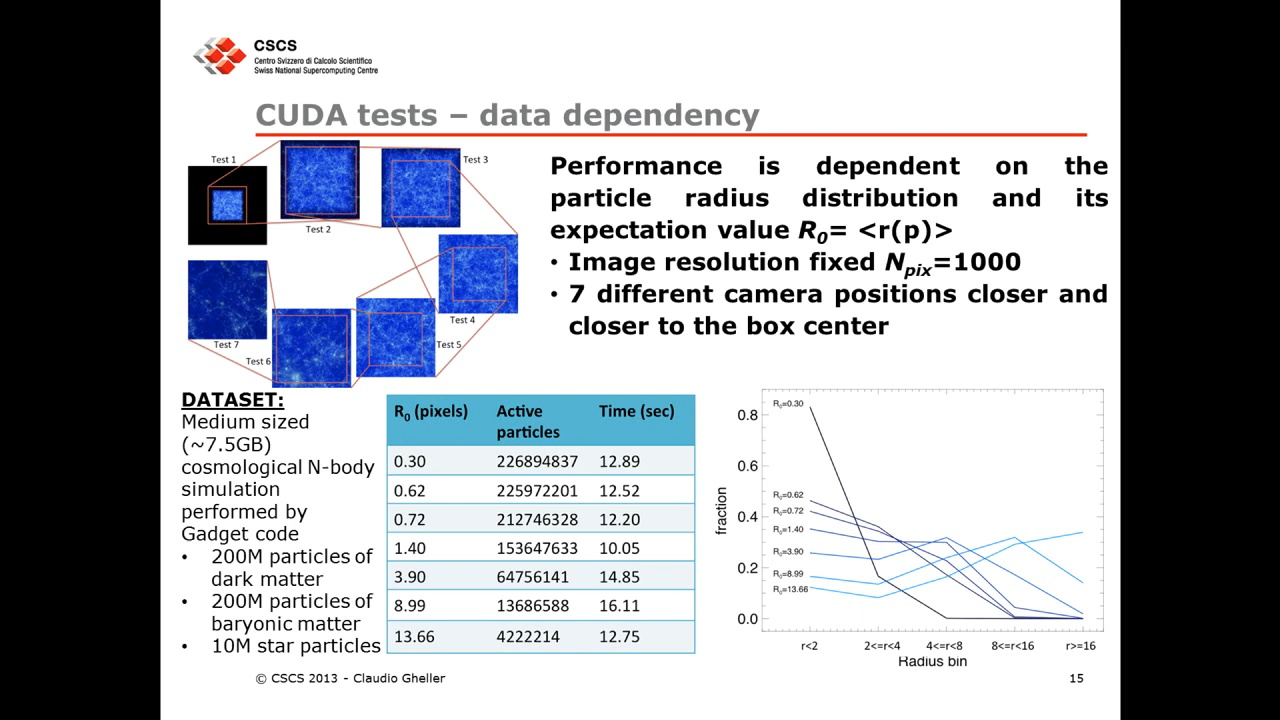 CSCS
Centro Svizzero di Calcolo Scientifico
Swiss National Supercomputing Centre
CUDA tests – data dependency
Test 1
Test 2
Test 3
Test 4
Test 5
Test 6
Test 7
Performance is dependent on the
particle radius distribution and its
expectation value R0= <r(p)>
• Image resolution fixed Npix=1000
• 7 different camera positions closer and
closer to the box center
DATASET:
Medium sized
(~7.5GB)
cosmological N-body
simulation
performed by
Gadget code
• 200M particles of
dark matter
• 200M particles of
baryonic matter
• 10M star particles
R0 (pixels) Active particles Time (sec)
0.30 226894837 12.89
0.62 225972201 12.52
0.72 212746328 12.20
1.40 153647633 10.05
3.90 64756141 14.85
8.99 13686588 16.11
13.66 4222214 12.75
fraction
0.8
0.6
0.4
0.2
0.0
R0=0.30
R0=0.62
R0=0.72
R0=1.40
R0=3.90
R0=8.99
R0=13.66
r<2 2<=r<4 4<=r<8 8<=r<16 r>=16
Radius bin
© CSCS 2013 - Claudio Gheller
15